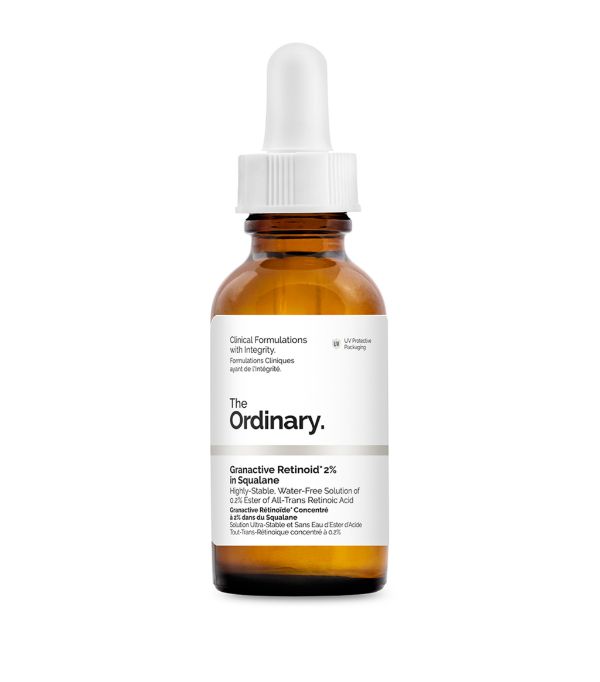 Clinical Formulations
with Integrity.
Formulations Cliniques
ayant de l'Intégrité.
UV
UV Protective
Packaging
The
Ordinary.
Granactive Retinoid* 2%
in Squalane
Highly-Stable, Water-Free Solution of
0.2% Ester of All-Trans Retinoic Acid
Granactive Rétinoïde* Concentré
à 2% dans du Squalane
Solution Ultra-Stable et Sans Eau d'Ester d'Acide
Tout-Trans-Rétinoïque concentré à 0.2%